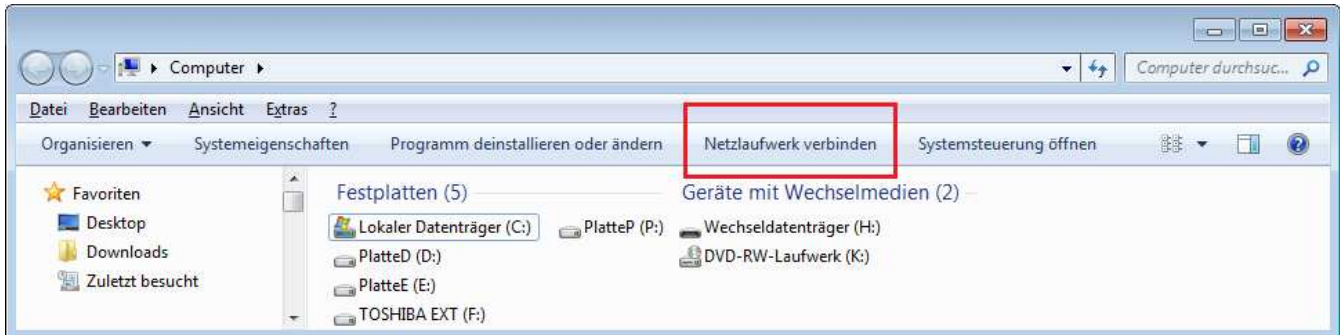 Computer
Computer durchsuc...
Datei Bearbeiten Ansicht Extras ?
Organisieren Systemeigenschaften Programm deinstallieren oder ändern Netzlaufwerk verbinden Systemsteuerung öffnen
Favoriten
Desktop
Downloads
Zuletzt besucht
Festplatten (5)
Lokaler Datenträger (C:) PlatteP (P:)
PlatteD (D:)
PlatteE (E:)
TOSHIBA EXT (F:)
Geräte mit Wechselmedien (2)
Wechseldatenträger (H:)
DVD-RW-Laufwerk (K:)